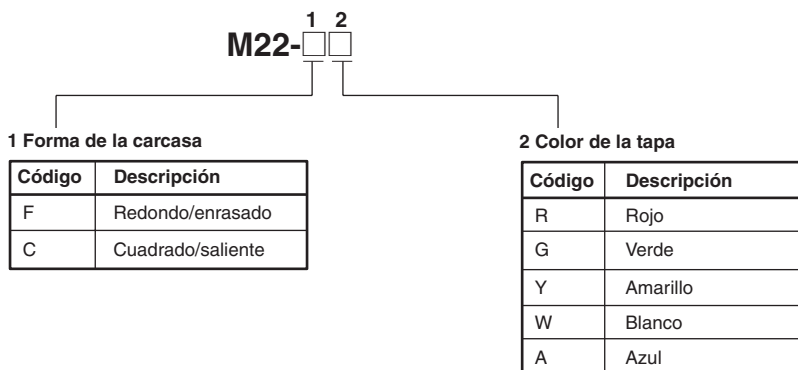 1 2
M22-□□
1 Forma de la carcasa
Código Descripción
F Redondo/enrasado
C Cuadrado/saliente
2 Color de la tapa
Código Descripción
R Rojo
G Verde
Y Amarillo
W Blanco
A Azul